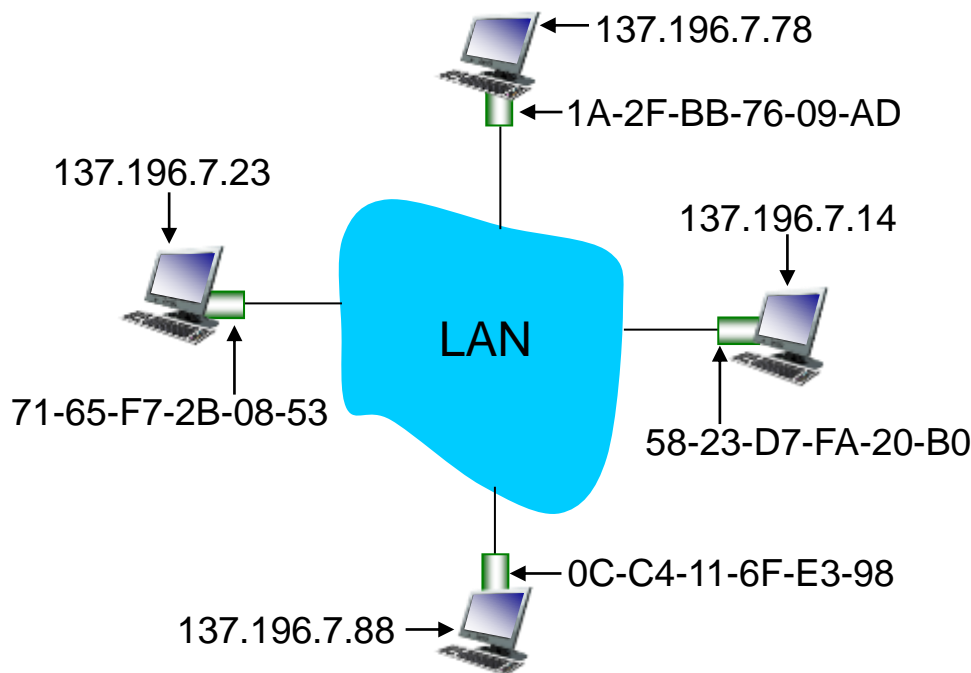 137.196.7.78
1A-2F-BB-76-09-AD
137.196.7.23
137.196.7.14
LAN
71-65-F7-2B-08-53
58-23-D7-FA-20-B0
0C-C4-11-6F-E3-98
137.196.7.88